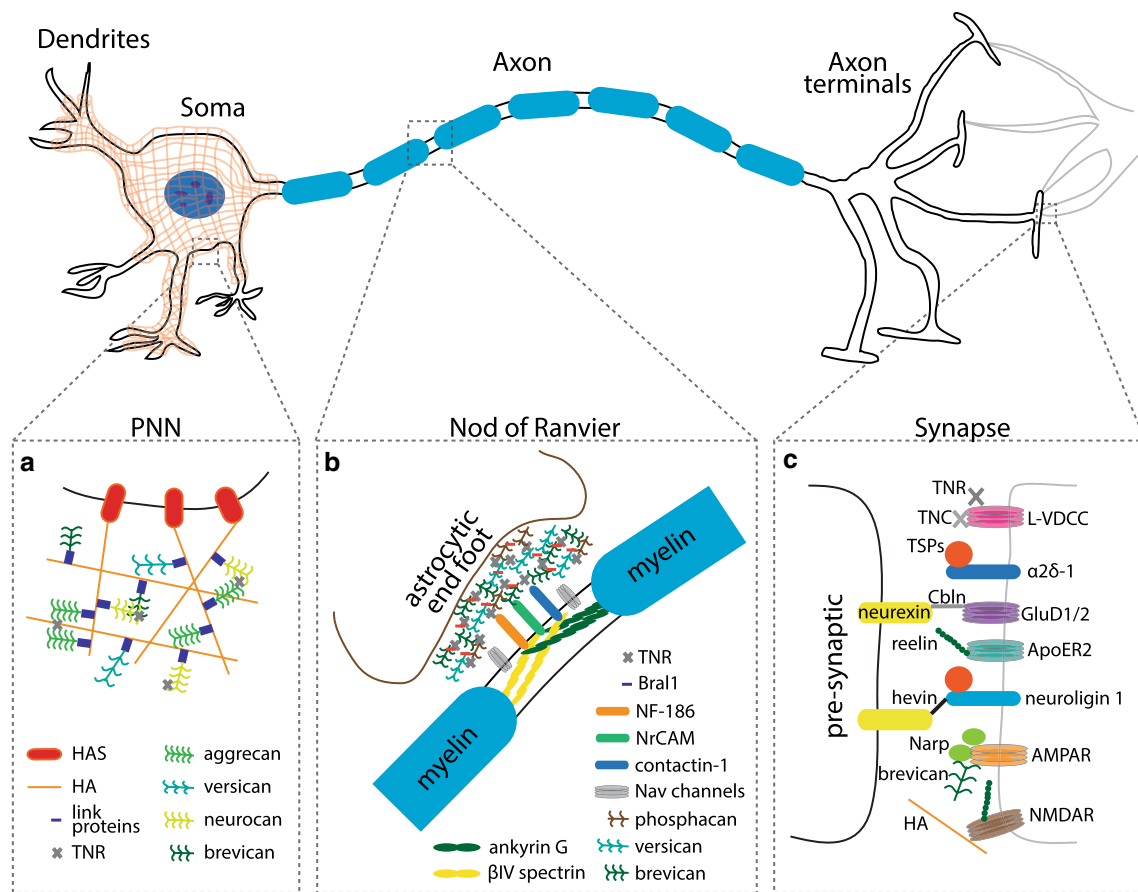 Dendrites
Soma
Axon
Axon
terminals
PNN
a
HAS
HA
link
proteins
TNR
aggrecan
versican
neurocan
brevican
Nod of Ranvier
b
astrocytic
end foot
myelin
myelin
TNR
Bral1
NF-186
NrCAM
contactin-1
Nav channels
phosphacan
versican
brevican
ankyrin G
βIV spectrin
Synapse
c
pre-synaptic
TNR
TNC
L-VDCC
TSPs
α2δ-1
Cbln
neurexin
GluD1/2
reelin
ApoER2
hevin
neuroligin 1
Narp
AMPAR
brevican
HA
NMDAR